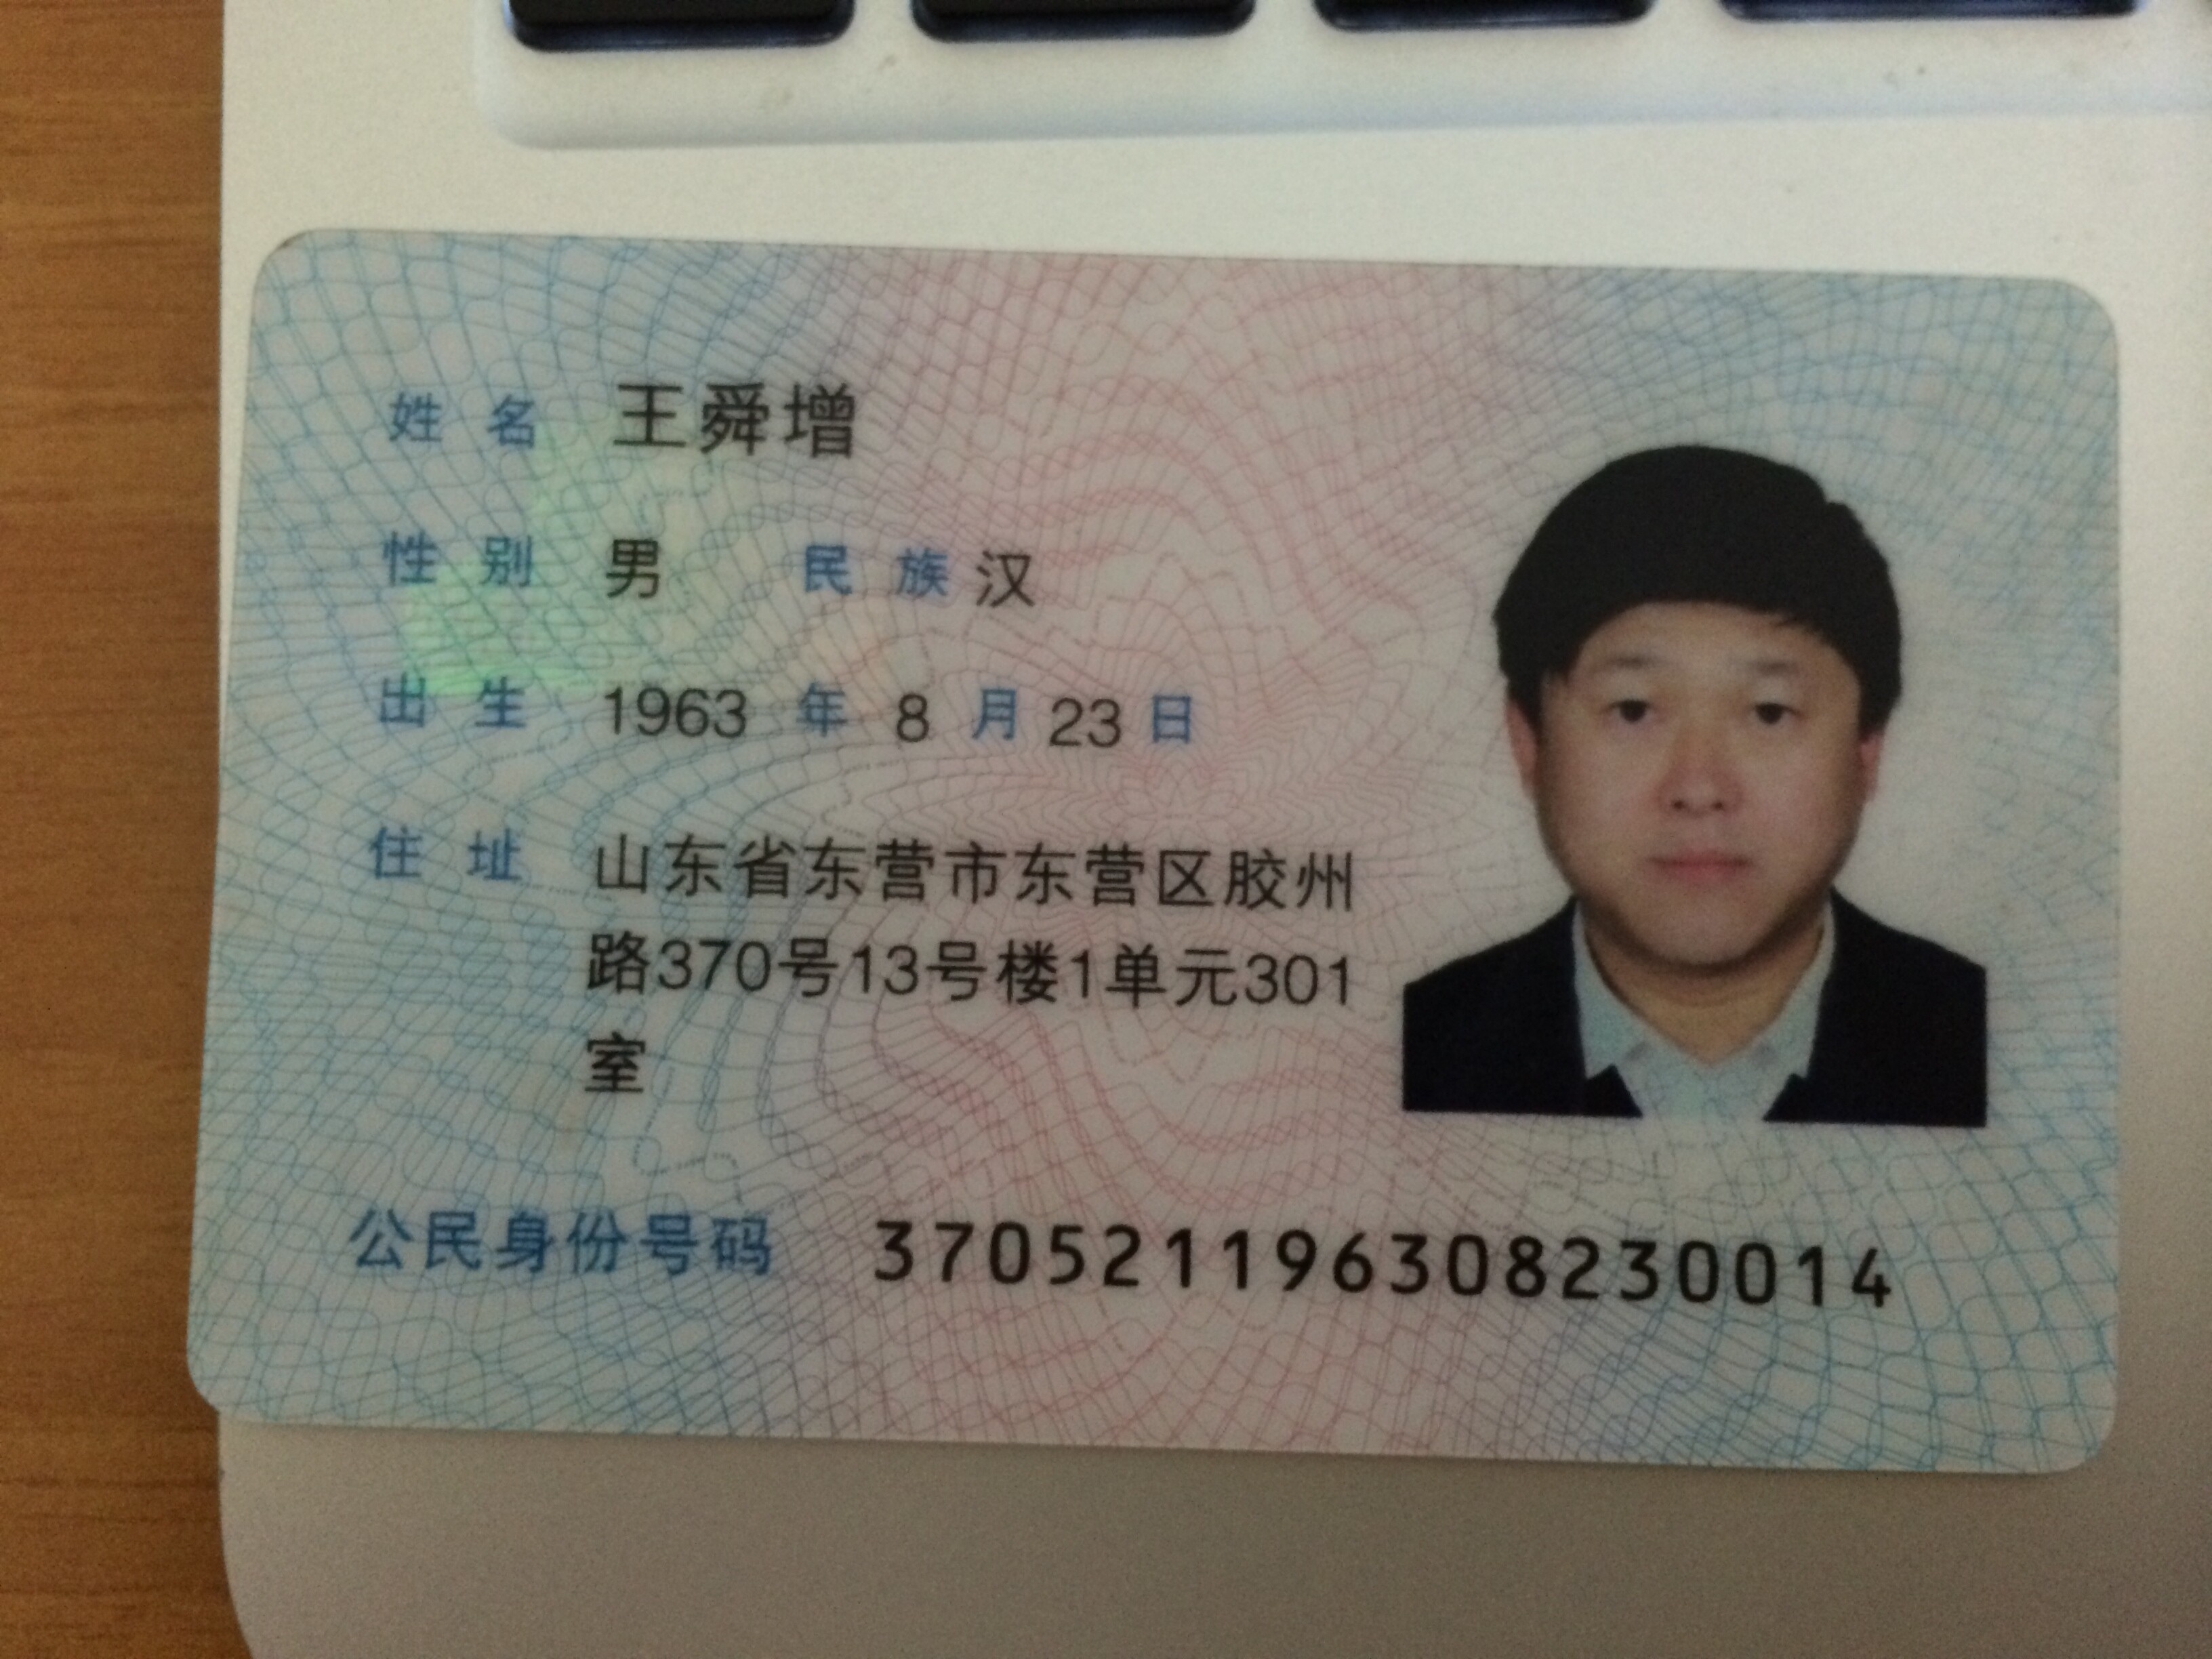 姓名 王舜增
性别 男 民族 汉
出生 1963 年 8 月 23 日
住址 山东省东营市东营区胶州
路370号13号楼1单元301
室
公民身份号码 370521196308230014